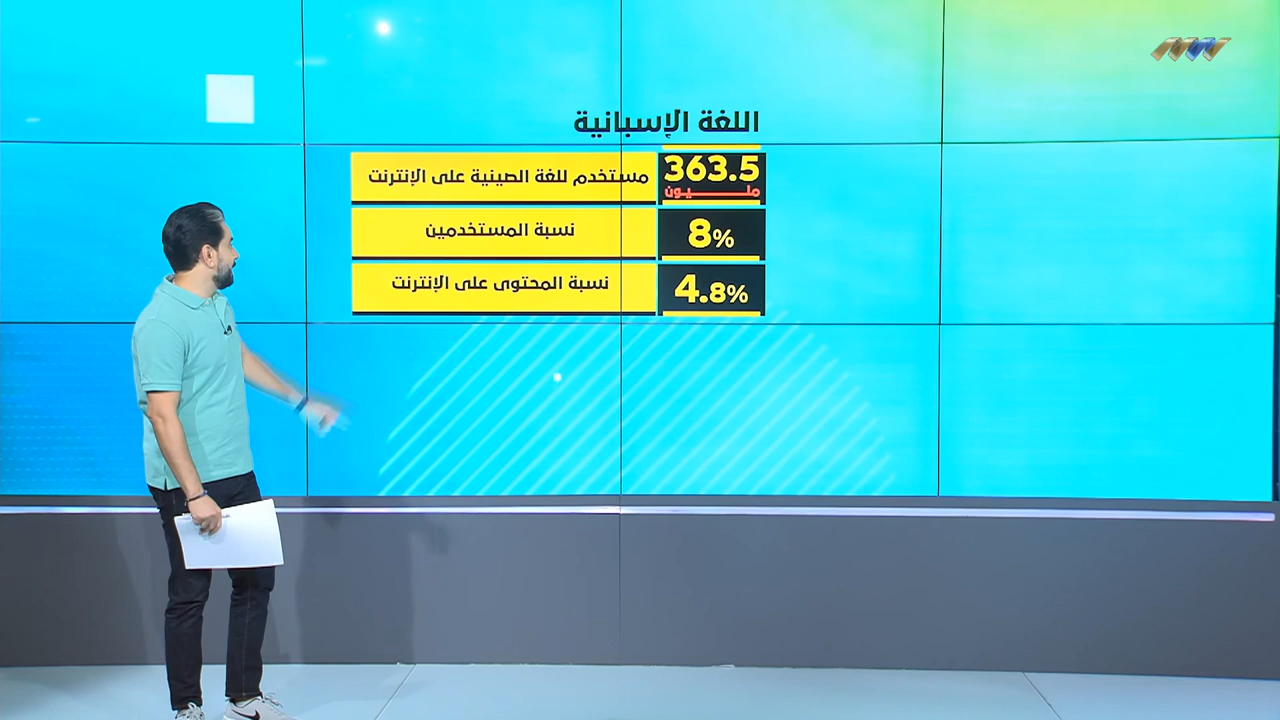 اللغة الإسبانية
363.5 مستخدم للغة الصينية على الإنترنت
مليون
8% نسبة المستخدمين
4.8% نسبة المحتوى على الإنترنت